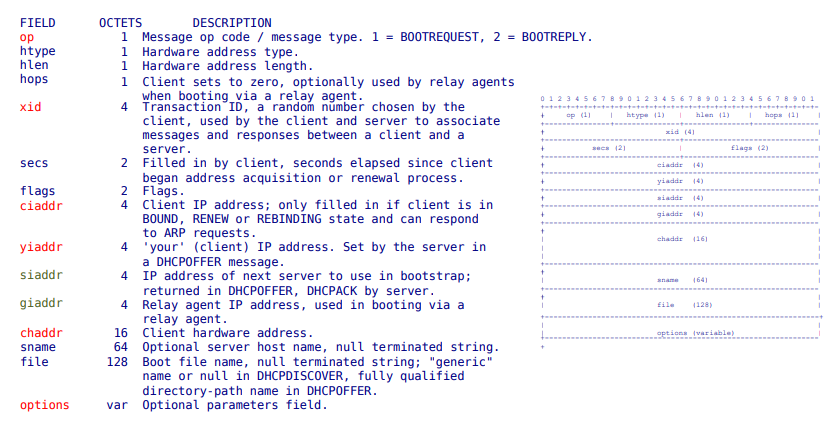 FIELD OCTETS DESCRIPTION
op 1 Message op code / message type. 1 = BOOTREQUEST, 2 = BOOTREPLY.
htype 1 Hardware address type.
hlen 1 Hardware address length.
hops 1 Client sets to zero, optionally used by relay agents
when booting via a relay agent.
xid 4 Transaction ID, a random number chosen by the
client, used by the client and server to associate
messages and responses between a client and a
server.
secs 2 Filled in by client, seconds elapsed since client
began address acquisition or renewal process.
flags 2 Flags.
ciaddr 4 Client IP address; only filled in if client is in
BOUND, RENEW or REBINDING state and can respond
to ARP requests.
yiaddr 4 'your' (client) IP address. Set by the server in
a DHCPOFFER message.
siaddr 4 IP address of next server to use in bootstrap;
returned in DHCPOFFER, DHCPACK by server.
giaddr 4 Relay agent IP address, used in booting via a
relay agent.
chaddr 16 Client hardware address.
sname 64 Optional server host name, null terminated string.
file 128 Boot file name, null terminated string; "generic"
name or null in DHCPDISCOVER, fully qualified
directory-path name in DHCPOFFER.
options var Optional parameters field.
0 1 2 3 4 5 6 7 8 9 0 1 2 3 4 5 6 7 8 9 0 1 2 3 4 5 6 7 8 9 0 1
op (1) | htype (1) | hlen (1) | hops (1) |
xid (4)
secs (2) | flags (2)
ciaddr (4)
yiaddr (4)
siaddr (4)
giaddr (4)
chaddr (16)
sname (64)
file (128)
options (variable)